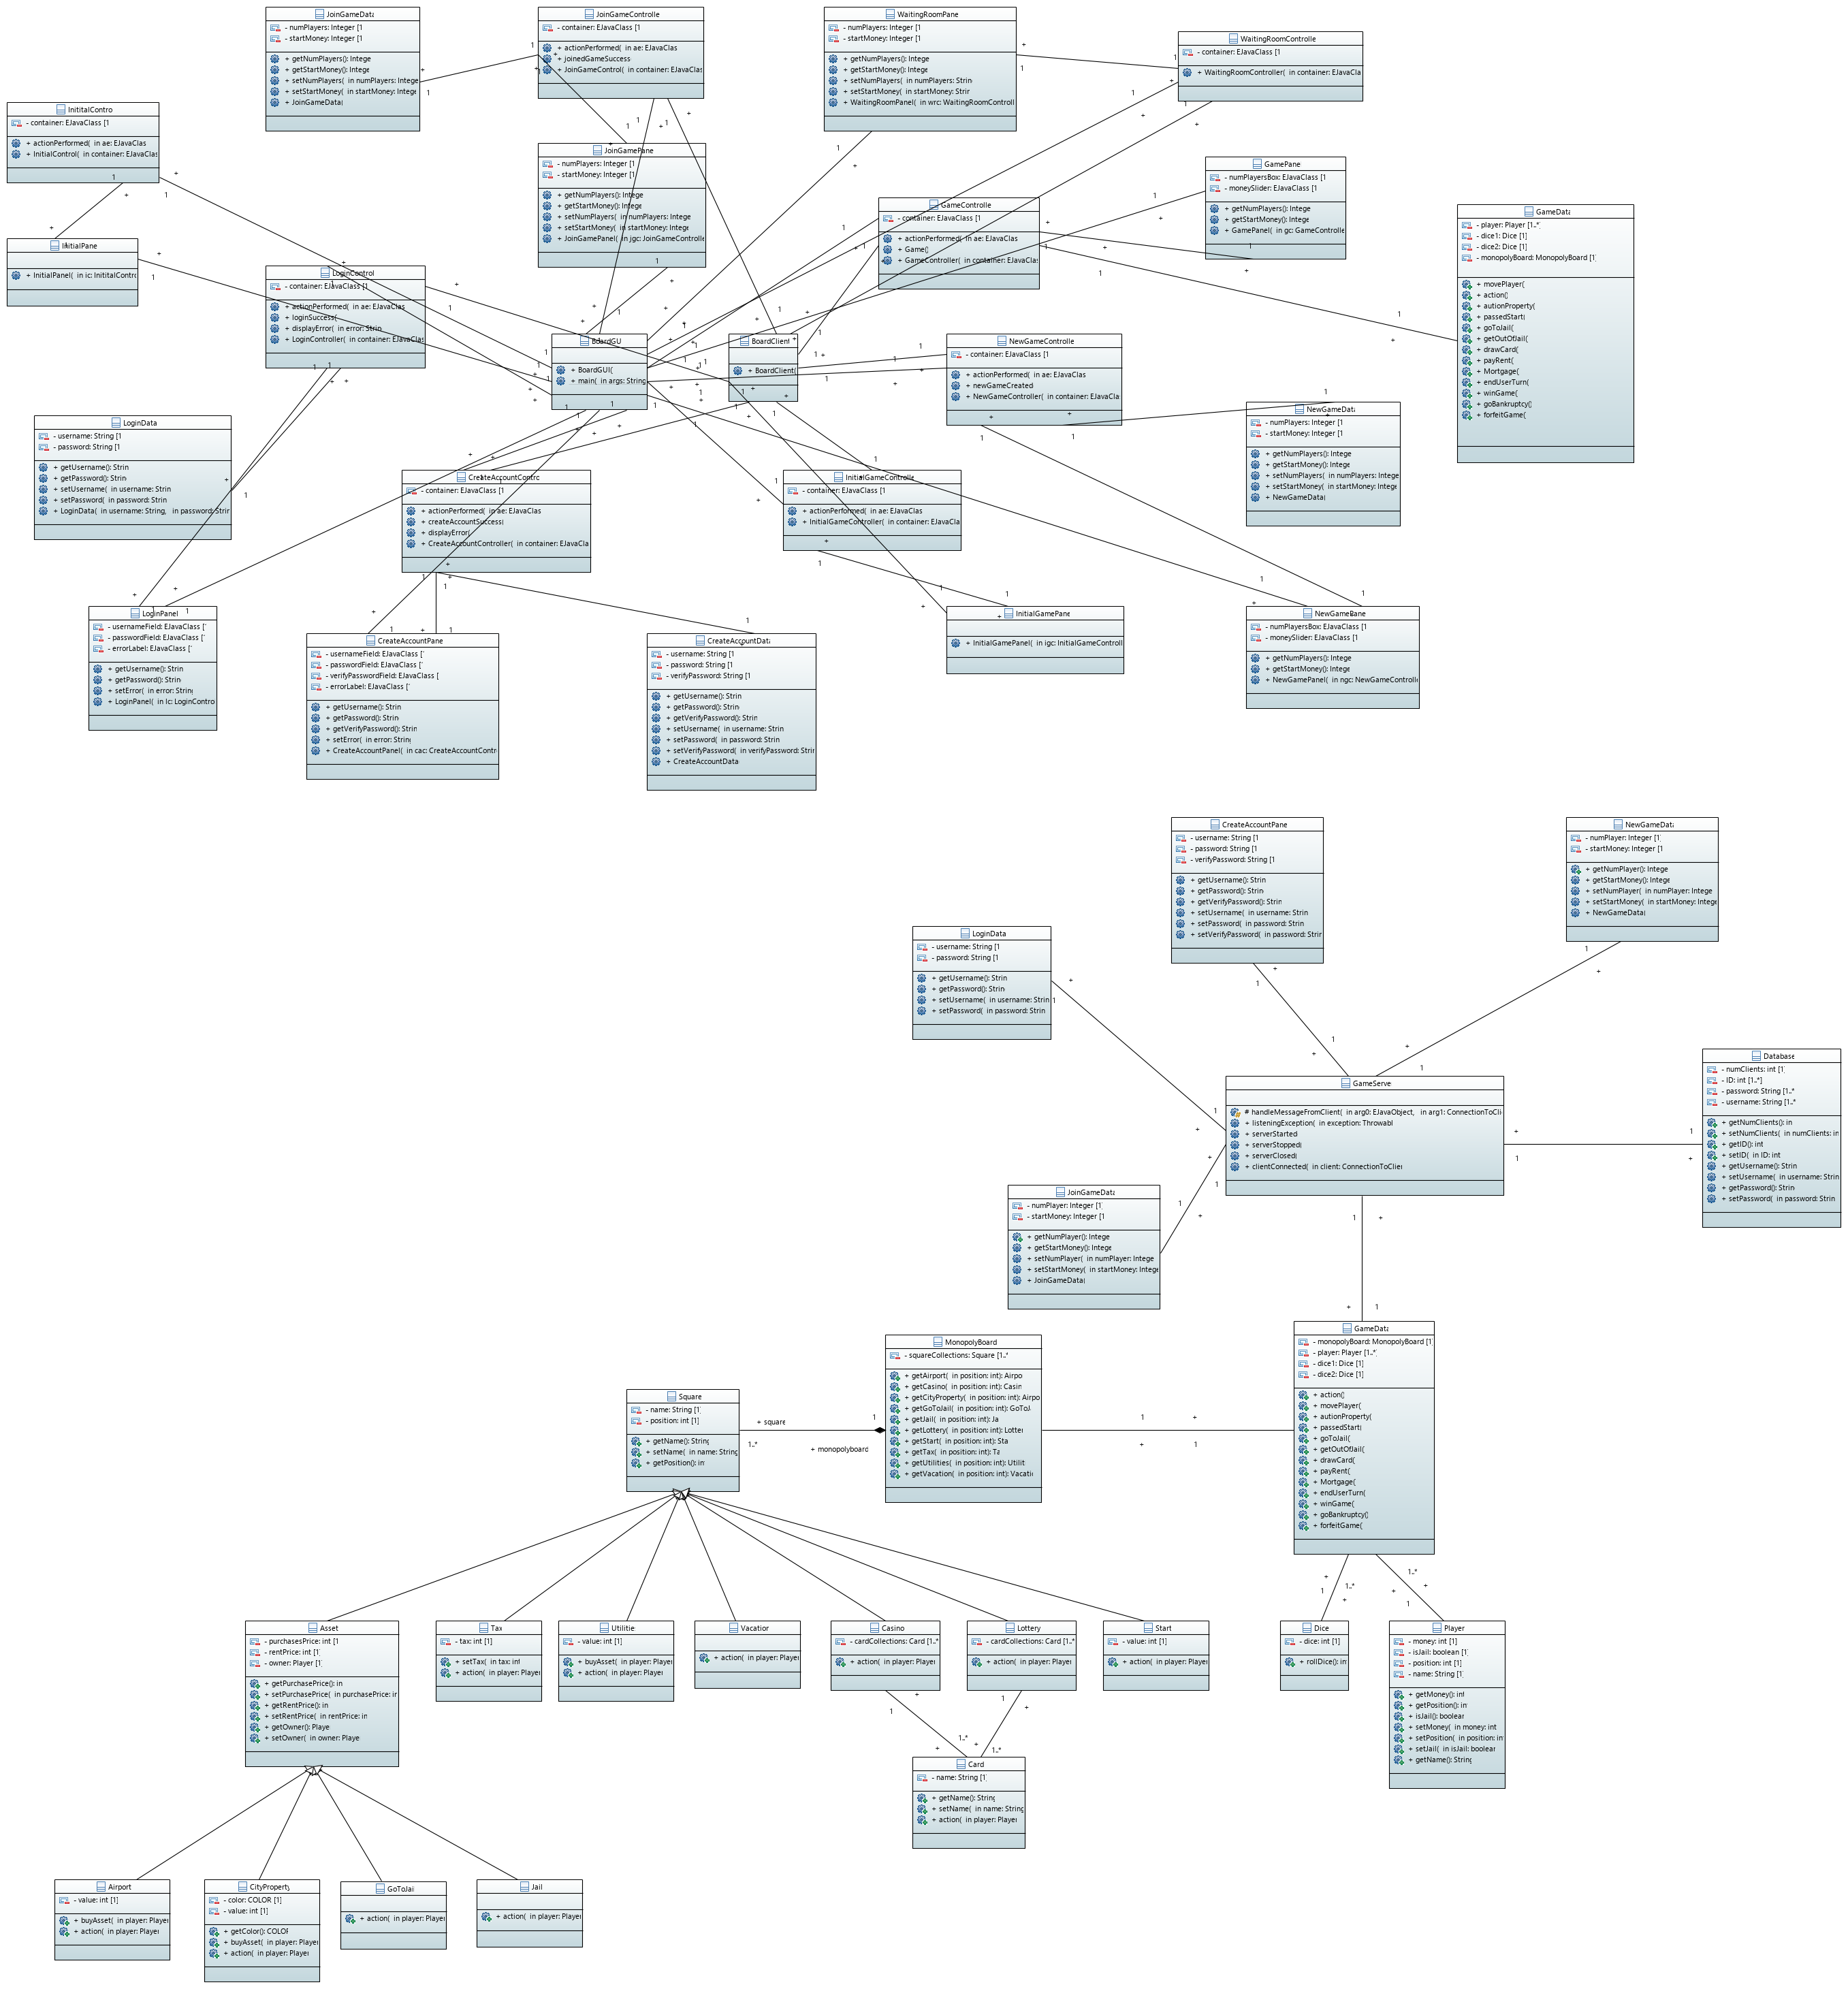 JoinGameData
- numPlayers: Integer [1
- startMoney: Integer [1
+ getNumPlayers(): Intege
+ getStartMoney(): Intege
+ setNumPlayers( in numPlayers: Intege
+ setStartMoney( in startMoney: Intege
+ JoinGameData(
JoinGameControlle
- container: EJavaClass [1
+ actionPerformed( in ae: EJavaClas
+ joinedGameSuccess
+ JoinGameControl( in container: EJavaClas
WaitingRoomPane
- numPlayers: Integer [1
- startMoney: Integer [1
+ getNumPlayers(): Intege
+ getStartMoney(): Intege
+ setNumPlayers( in numPlayers: Strin
+ setStartMoney( in startMoney: Strir
+ WaitingRoomPanel( in wrc: WaitingRoomControll
WaitingRoomControlle
- container: EJavaClass [1
+ WaitingRoomController( in container: EJavaCla
InititalContro
- container: EJavaClass [1
+ actionPerformed( in ae: EJavaClas
+ InitialControl( in container: EJavaClas
JoinGamePane
- numPlayers: Integer [1
- startMoney: Integer [1
+ getNumPlayers(): Intege
+ getStartMoney(): Intege
+ setNumPlayers( in numPlayers: Intege
+ setStartMoney( in startMoney: Intege
+ JoinGamePanel( in jgc: JoinGameControlle
GamePane
- numPlayersBox: EJavaClass [1
- moneySlider: EJavaClass [1
+ getNumPlayers(): Intege
+ getStartMoney(): Intege
+ GamePanel( in gc: GameControlle
GameControlle
- container: EJavaClass [1
+ actionPerformed( in ae: EJavaClas
+ Game()
+ GameController( in container: EJavaClas
GameData
- player: Player [1..*]
- dice1: Dice [1]
- dice2: Dice [1]
- monopolyBoard: MonopolyBoard [1]
+ movePlayer(
+ action()
+ autionProperty(
+ passedStart(
+ goToJail(
+ getOutOfJail(
+ drawCard(
+ payRent(
+ Mortgage(
+ endUserTurn(
+ winGame(
+ goBankruptcy()
+ forfeitGame(
InitialPane
+ InitialPanel( in ic: InititalContro
LoginControl
- container: EJavaClass [1
+ actionPerformed( in ae: EJavaClas
+ loginSuccess(
+ displayError( in error: Strin
+ LoginController( in container: EJavaClas
BoardGU
+ BoardGUI(
+ main( in args: String
BoardClient
+ BoardClient(
NewGameControlle
- container: EJavaClass [1
+ actionPerformed( in ae: EJavaClas
+ newGameCreated
+ NewGameController( in container: EJavaCla
NewGameData
- numPlayers: Integer [1
- startMoney: Integer [1
+ getNumPlayers(): Intege
+ getStartMoney(): Intege
+ setNumPlayers( in numPlayers: Intege
+ setStartMoney( in startMoney: Intege
+ NewGameData(
LoginData
- username: String [1
- password: String [1
+ getUsername(): Strin
+ getPassword(): Strin
+ setUsername( in username: Strin
+ setPassword( in password: Strin
+ LoginData( in username: String, in password: Strir
CreateAccountContrc
- container: EJavaClass [1
+ actionPerformed( in ae: EJavaClas
+ createAccountSuccess(
+ displayError(
+ CreateAccountController( in container: EJavaCla
InitialGameControlle
- container: EJavaClass [1
+ actionPerformed( in ae: EJavaClas
+ InitialGameController( in container: EJavaCla
LoginPanel
- usernameField: EJavaClass [
- passwordField: EJavaClass [
- errorLabel: EJavaClass [
+ getUsername(): Strin
+ getPassword(): Strin
+ setError( in error: String
+ LoginPanel( in lc: LoginContro
CreateAccountPane
- usernameField: EJavaClass [
- passwordField: EJavaClass [
- verifyPasswordField: EJavaClass [
- errorLabel: EJavaClass [
+ getUsername(): Strin
+ getPassword(): Strin
+ getVerifyPassword(): Strin
+ setError( in error: String
+ CreateAccountPanel( in cac: CreateAccountContr
CreateAccountData
- username: String [1
- password: String [1
- verifyPassword: String [1
+ getUsername(): Strin
+ getPassword(): Strin
+ getVerifyPassword(): Strin
+ setUsername( in username: Strin
+ setPassword( in password: Strin
+ setVerifyPassword( in verifyPassword: Strir
+ CreateAccountData
InitialGamePane
+ InitialGamePanel( in igc: InitialGameControll
NewGamePane
- numPlayersBox: EJavaClass [1
- moneySlider: EJavaClass [1
+ getNumPlayers(): Intege
+ getStartMoney(): Intege
+ NewGamePanel( in ngc: NewGameControlle
CreateAccountPane
- username: String [1
- password: String [1
- verifyPassword: String [1
+ getUsername(): Strin
+ getPassword(): Strin
+ getVerifyPassword(): Strin
+ setUsername( in username: Strin
+ setPassword( in password: Strin
+ setVerifyPassword( in password: Strir
NewGameData
- numPlayer: Integer [1]
- startMoney: Integer [1
+ getNumPlayer(): Intege
+ getStartMoney(): Intege
+ setNumPlayer( in numPlayer: Intege
+ setStartMoney( in startMoney: Intege
+ NewGameData(
LoginData
- username: String [1
- password: String [1
+ getUsername(): Strin
+ getPassword(): Strin
+ setUsername( in username: Strin
+ setPassword( in password: Strin
GameServe
# handleMessageFromClient( in arg0: EJavaObject, in arg1: ConnectionToCli
+ listeningException( in exception: Throwabl
+ serverStarted
+ serverStopped(
+ serverClosed(
+ clientConnected( in client: ConnectionToClier
Database
- numClients: int [1]
- ID: int [1..*]
- password: String [1..*
- username: String [1..*
+ getNumClients(): in
+ setNumClients( in numClients: in
+ getID(): int
+ setID( in ID: int
+ getUsername(): Strin
+ setUsername( in username: Strin
+ getPassword(): Strin
+ setPassword( in password: Strin
JoinGameData
- numPlayer: Integer [1]
- startMoney: Integer [1
+ getNumPlayer(): Intege
+ getStartMoney(): Intege
+ setNumPlayer( in numPlayer: Intege
+ setStartMoney( in startMoney: Intege
+ JoinGameData(
GameData
- monopolyBoard: MonopolyBoard [1]
- player: Player [1..*]
- dice1: Dice [1]
- dice2: Dice [1]
+ action()
+ movePlayer(
+ autionProperty(
+ passedStart(
+ goToJail(
+ getOutOfJail(
+ drawCard(
+ payRent(
+ Mortgage(
+ endUserTurn(
+ winGame(
+ goBankruptcy()
+ forfeitGame(
MonopolyBoard
- squareCollections: Square [1..*
+ getAirport( in position: int): Airpo
+ getCasino( in position: int): Casin
+ getCityProperty( in position: int): Airpo
+ getGoToJail( in position: int): GoToJ
+ getJail( in position: int): Ja
+ getLottery( in position: int): Lotter
+ getStart( in position: int): Sta
+ getTax( in position: int): Ta
+ getUtilities( in position: int): Utilit
+ getVacation( in position: int): Vacati
Square
- name: String [1]
- position: int [1]
+ getName(): String
+ setName( in name: String
+ getPosition(): in
+ square
1..*
1
+ monopolyboard
1
+
+
1
Asset
- purchasesPrice: int [1
- rentPrice: int [1]
- owner: Player [1]
+ getPurchasePrice(): in
+ setPurchasePrice( in purchasePrice: in
+ getRentPrice(): in
+ setRentPrice( in rentPrice: in
+ getOwner(): Playe
+ setOwner( in owner: Playe
Tax
- tax: int [1]
+ setTax( in tax: int
+ action( in player: Player
Utilitie
- value: int [1]
+ buyAsset( in player: Player
+ action( in player: Player
Vacation
+ action( in player: Player
Casino
- cardCollections: Card [1..*
+ action( in player: Player
Lottery
- cardCollections: Card [1..*
+ action( in player: Player
Start
- value: int [1]
+ action( in player: Player
Dice
- dice: int [1]
+ rollDice(): in
Player
- money: int [1]
- isJail: boolean [1]
- position: int [1]
- name: String [1]
+ getMoney(): int
+ getPosition(): in
+ isJail(): boolear
+ setMoney( in money: int
+ setPosition( in position: in
+ setJail( in isJail: boolean
+ getName(): String
Card
- name: String [1]
+ getName(): String
+ setName( in name: String
+ action( in player: Player
Airport
- value: int [1]
+ buyAsset( in player: Player
+ action( in player: Player
CityProperty
- color: COLOR [1]
- value: int [1]
+ getColor(): COLOR
+ buyAsset( in player: Player
+ action( in player: Player
GoToJai
+ action( in player: Player
Jail
+ action( in player: Player